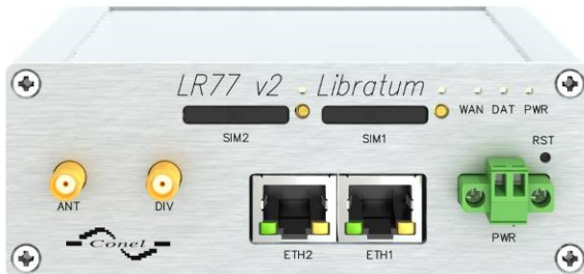 LR77 v2 Libratum
WAN DAT PWR
SIM2 SIM1
RST
ANT DIV
PWR
Conel
ETH2 ETH1